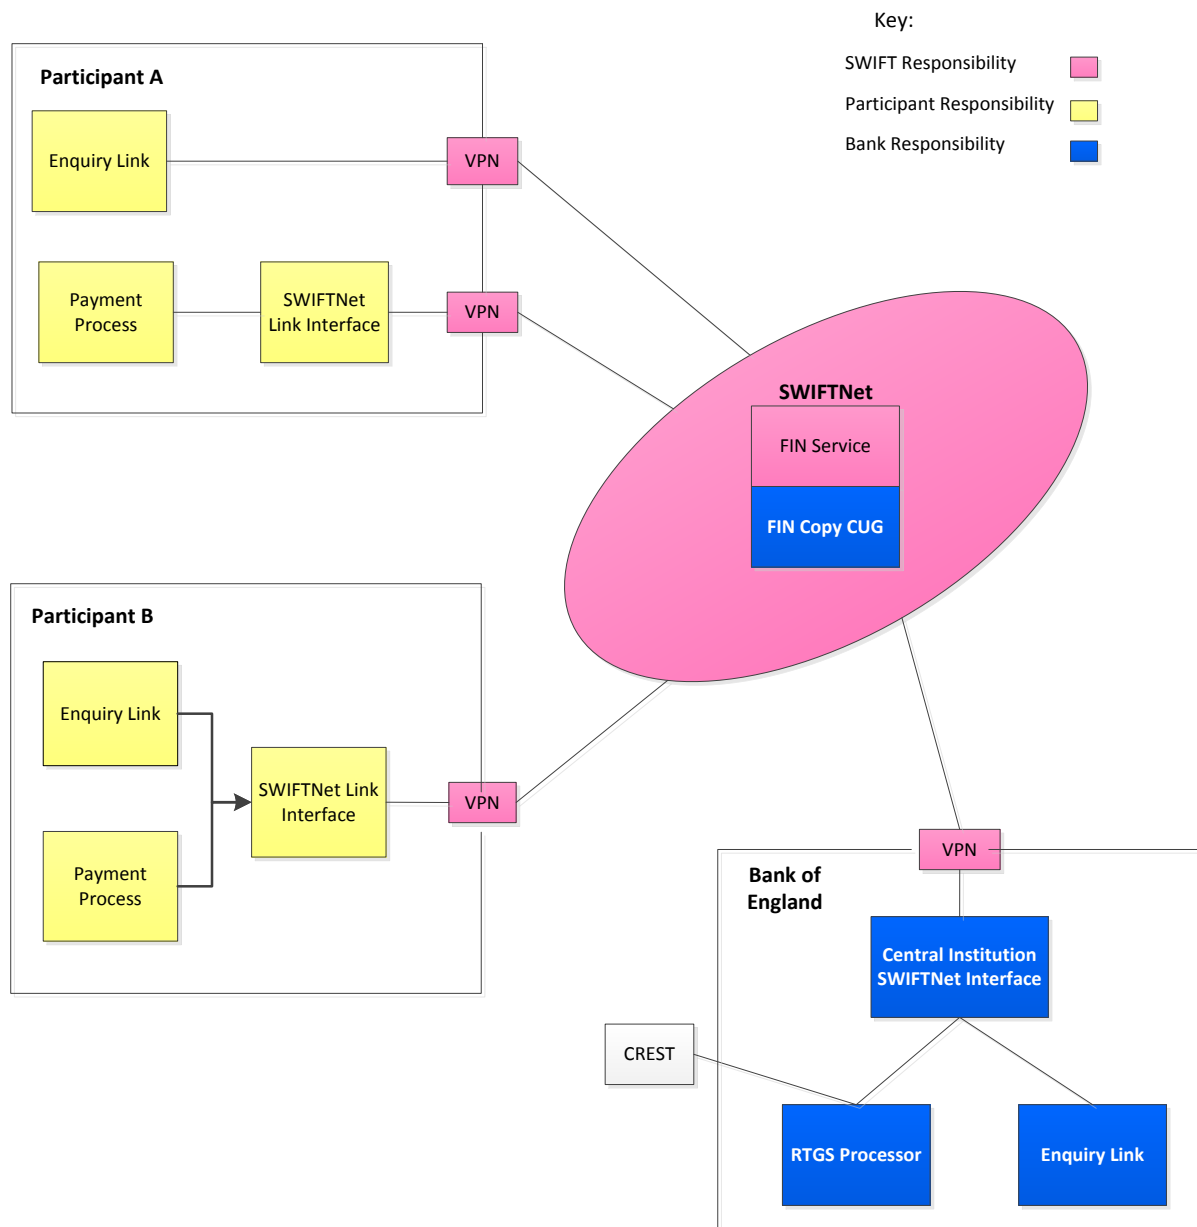 Key:
SWIFT Responsibility
Participant Responsibility
Bank Responsibility
Participant A
Enquiry Link
VPN
Payment
Process
SWIFTNet
Link Interface
VPN
SWIFTNet
FIN Service
FIN Copy CUG
Participant B
Enquiry Link
SWIFTNet Link
Interface
VPN
Payment
Process
VPN
Bank of
England
Central Institution
SWIFTNet Interface
CREST
RTGS Processor
Enquiry Link